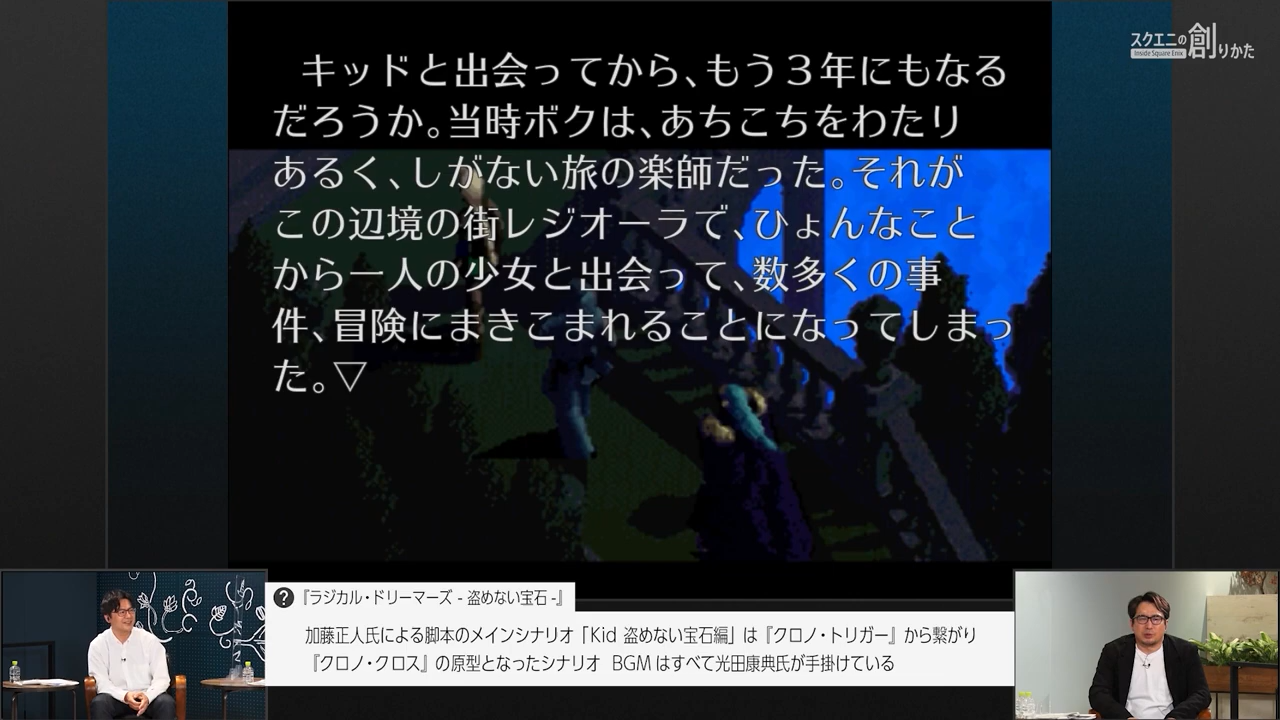 スクエニの創りかた
Inside Square Enix
キッドと出会ってから、もう３年にもなる
だろうか。当時ボクは、あちこちをわたり
あるく、しがない旅の楽師だった。それが
この辺境の街レジオーラで、ひょんなこと
から一人の少女と出会って、数多くの事
件、冒険にまきこまれることになってしまっ
た。▽
?『ラジカル・ドリーマーズ - 盗めない宝石 -』
加藤正人氏による脚本のメインシナリオ「Kid 盗めない宝石編」は『クロノ・トリガー』から繋がり
『クロノ・クロス』の原型となったシナリオ BGM はすべて光田康典氏が手掛けている